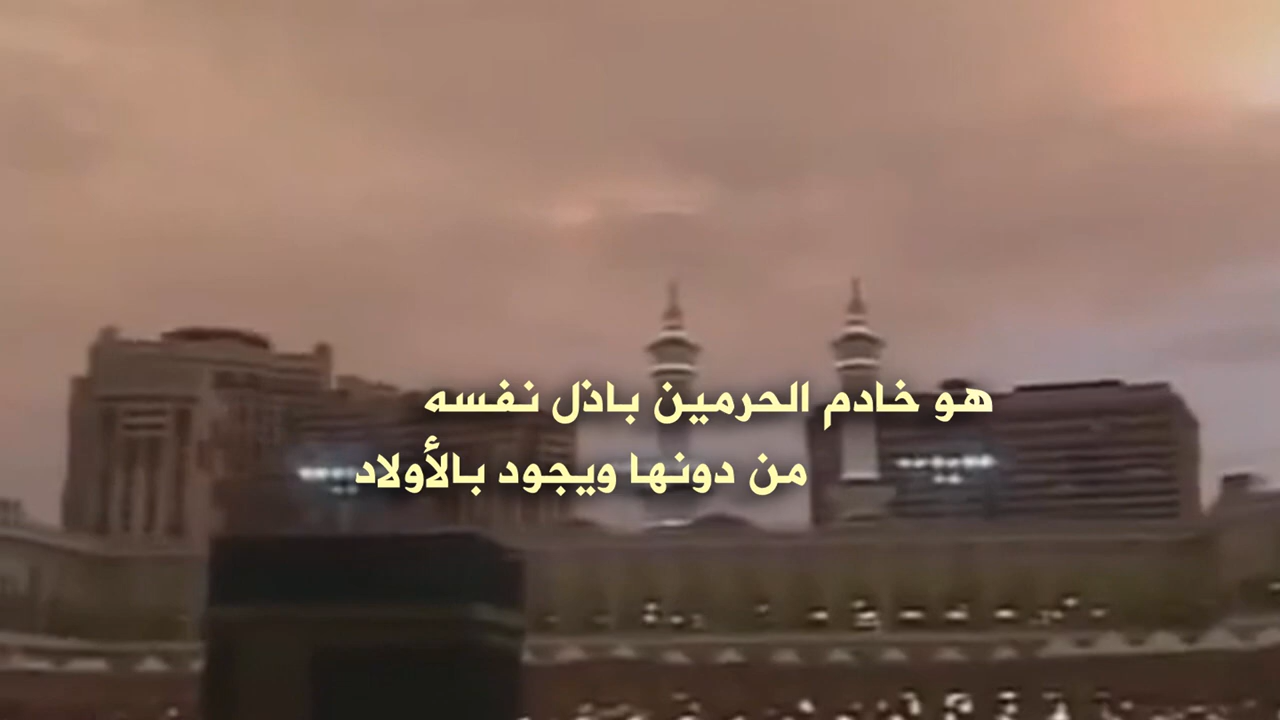 هو خادم الحرمين باذل نفسه
من دونها ويجود بالأولاد